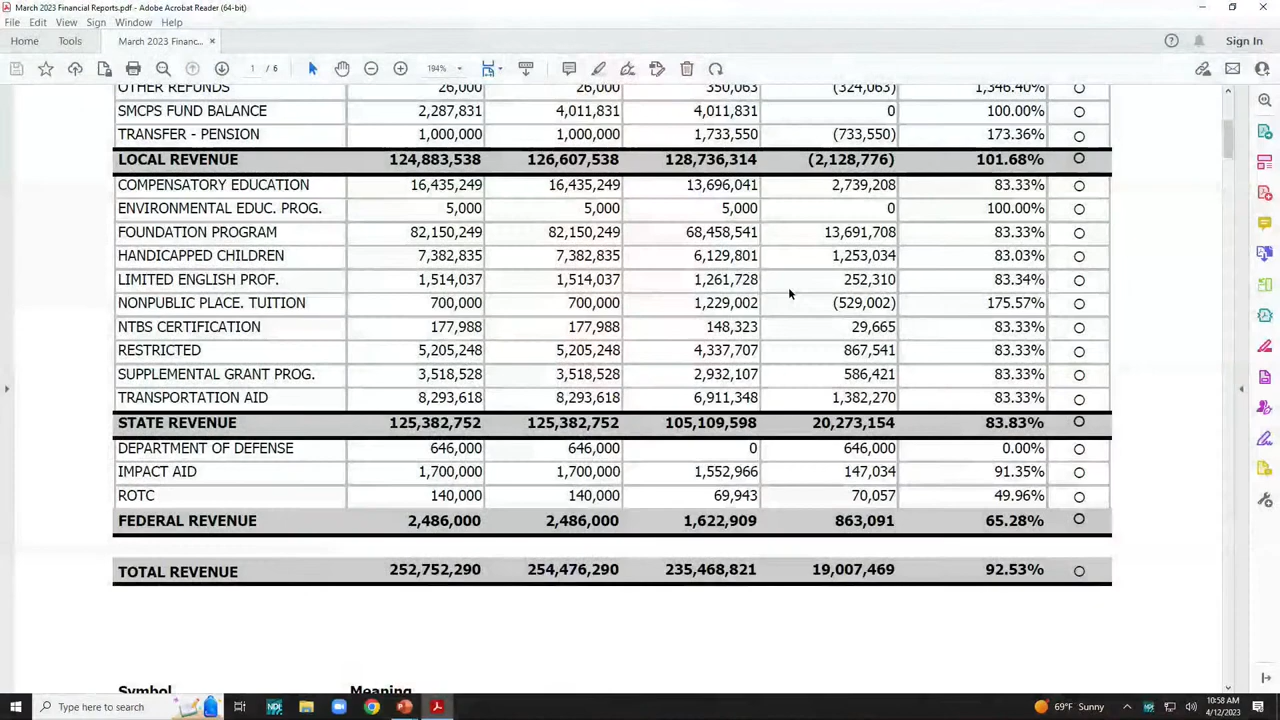 March 2023 Financial Reports.pdf - Adobe Acrobat Reader (64-bit)
File Edit View Sign Window Help
Home Tools March 2023 Financ... × Sign In
1 / 6 194%
OTHER REFUNDS 26,000 26,000 350,063 (324,063) 1,346.40%
SMCPS FUND BALANCE 2,287,831 4,011,831 4,011,831 0 100.00%
TRANSFER - PENSION 1,000,000 1,000,000 1,733,550 (733,550) 173.36%
LOCAL REVENUE 124,883,538 126,607,538 128,736,314 (2,128,776) 101.68%
COMPENSATORY EDUCATION 16,435,249 16,435,249 13,696,041 2,739,208 83.33%
ENVIRONMENTAL EDUC. PROG. 5,000 5,000 5,000 0 100.00%
FOUNDATION PROGRAM 82,150,249 82,150,249 68,458,541 13,691,708 83.33%
HANDICAPPED CHILDREN 7,382,835 7,382,835 6,129,801 1,253,034 83.03%
LIMITED ENGLISH PROF. 1,514,037 1,514,037 1,261,728 252,310 83.34%
NONPUBLIC PLACE. TUITION 700,000 700,000 1,229,002 (529,002) 175.57%
NTBS CERTIFICATION 177,988 177,988 148,323 29,665 83.33%
RESTRICTED 5,205,248 5,205,248 4,337,707 867,541 83.33%
SUPPLEMENTAL GRANT PROG. 3,518,528 3,518,528 2,932,107 586,421 83.33%
TRANSPORTATION AID 8,293,618 8,293,618 6,911,348 1,382,270 83.33%
STATE REVENUE 125,382,752 125,382,752 105,109,598 20,273,154 83.83%
DEPARTMENT OF DEFENSE 646,000 646,000 0 646,000 0.00%
IMPACT AID 1,700,000 1,700,000 1,552,966 147,034 91.35%
ROTC 140,000 140,000 69,943 70,057 49.96%
FEDERAL REVENUE 2,486,000 2,486,000 1,622,909 863,091 65.28%
TOTAL REVENUE 252,752,290 254,476,290 235,468,821 19,007,469 92.53%
Symbol Meaning
Type here to search NDI 69°F Sunny 10:58 AM
4/12/2023